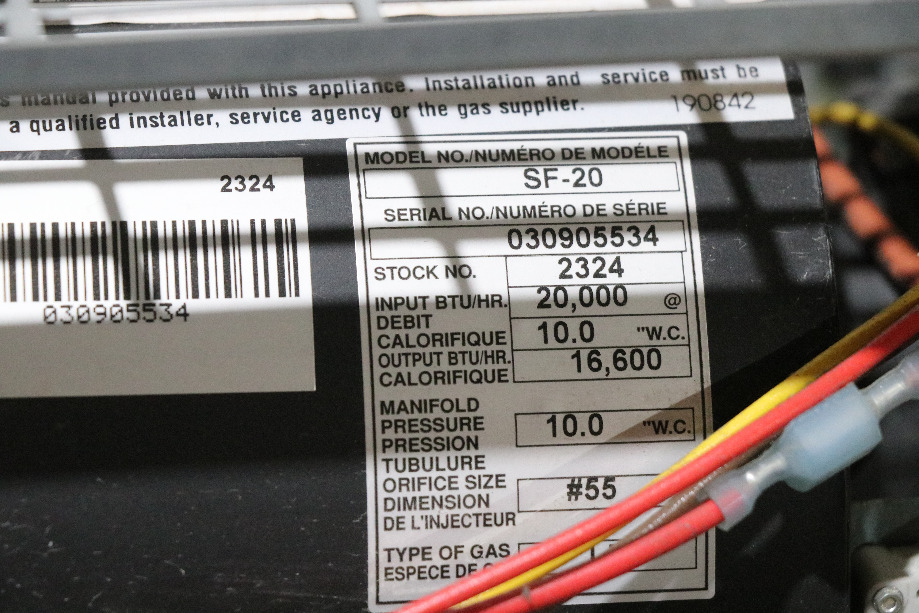 manual provided with this appliance. Installation and service must be
a qualified installer, service agency or the gas supplier.
190842
2324
030905534
MODEL NO./NUMÉRO DE MODÉLE
SF-20
SERIAL NO./NUMÉRO DE SÉRIE
030905534
STOCK NO. 2324
INPUT BTU/HR. 20,000 @
DEBIT
CALORIFIQUE 10.0 "W.C.
OUTPUT BTU/HR. 16,600
CALORIFIQUE
MANIFOLD
PRESSURE 10.0 "W.C.
PRESSION
TUBULURE
ORIFICE SIZE #55
DIMENSION
DE L'INJECTEUR
TYPE OF GAS
ESPECE DE